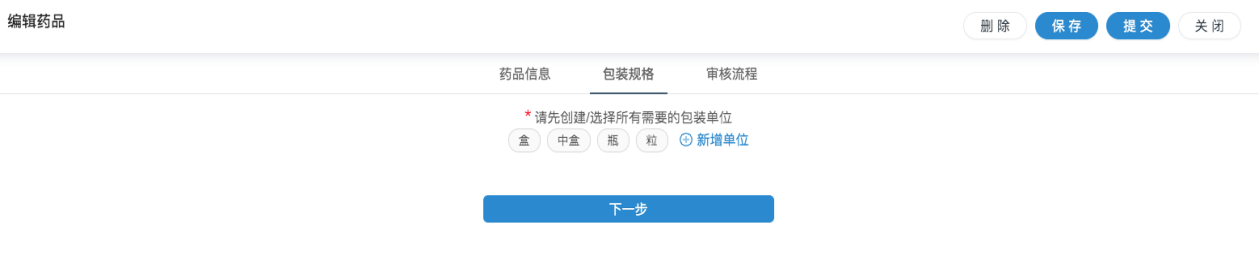 编辑药品
删 除 保 存 提 交 关 闭
药品信息 包装规格 审核流程
* 请先创建/选择所有需要的包装单位
盒 中盒 瓶 粒 新增单位
下一步